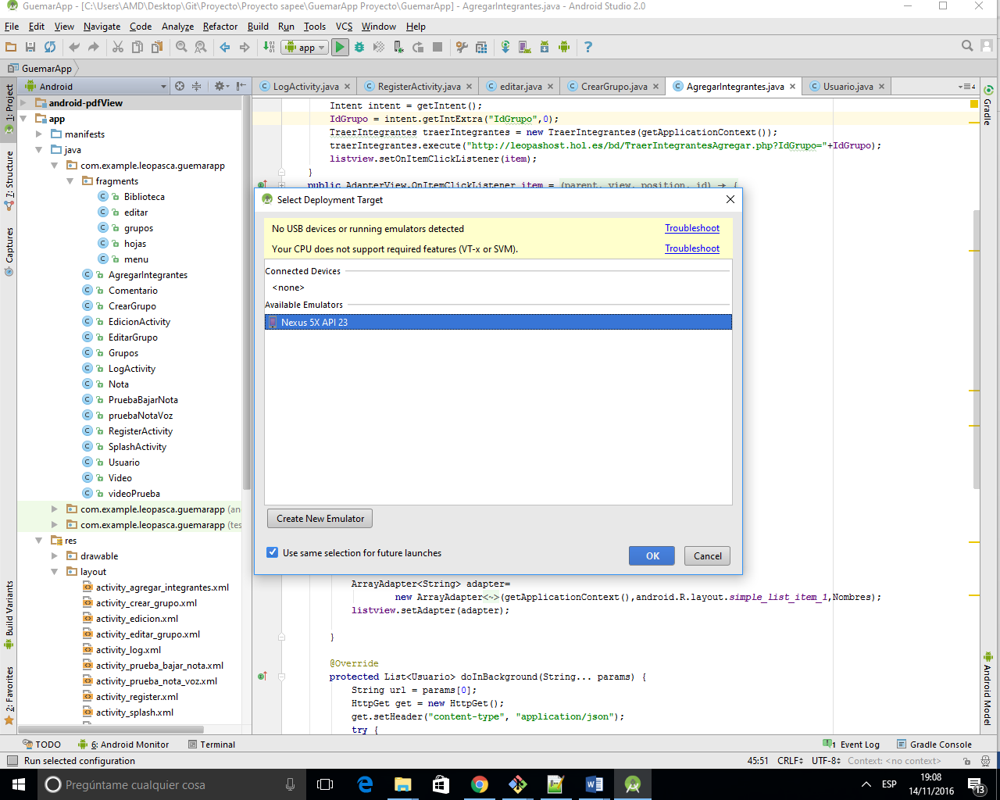 GuemarApp - [C:\Users\AMD\Desktop\Git\Proyecto\Proyecto sapee\GuemarApp Proyecto\GuemarApp] - AgregarIntegrantes.java - Android Studio 2.0
File Edit View Navigate Code Analyze Refactor Build Run Tools VCS Window Help
app
GuemarApp
Android
LogActivity.java
RegisterActivity.java
editar.java
CrearGrupo.java
AgregarIntegrantes.java
Usuario.java
4
1: Project
7: Structure
Captures
Build Variants
2: Favorites
android-pdfView
app
manifests
java
com.example.leopasca.guemarapp
fragments
Biblioteca
editar
grupos
hojas
menu
AgregarIntegrantes
Comentario
CrearGrupo
EdicionActivity
EditarGrupo
Grupos
LogActivity
Nota
PruebaBajarNota
pruebaNotaVoz
RegisterActivity
SplashActivity
Usuario
Video
videoPrueba
com.example.leopasca.guemarapp (an
com.example.leopasca.guemarapp (tes
res
drawable
layout
activity_agregar_integrantes.xml
activity_crear_grupo.xml
activity_edicion.xml
activity_editar_grupo.xml
activity_log.xml
activity_prueba_bajar_nota.xml
activity_prueba_nota_voz.xml
activity_register.xml
activity_splash.xml
Intent intent = getIntent();
IdGrupo = intent.getIntExtra("IdGrupo",0);
TraerIntegrantes traerIntegrantes = new TraerIntegrantes(getApplicationContext());
traerIntegrantes.execute("http://leopashost.hol.es/bd/TraerIntegrantesAgregar.php?IdGrupo="+IdGrupo);
listview.setOnItemClickListener(item);
}
public AdapterView.OnItemClickListener item = (parent, view, position, id) → {
Select Deployment Target
No USB devices or running emulators detected Troubleshoot
Your CPU does not support required features (VT-x or SVM). Troubleshoot
Connected Devices
<none>
Available Emulators
Nexus 5X API 23
Create New Emulator
Use same selection for future launches
OK
Cancel
ArrayAdapter<String> adapter=
new ArrayAdapter<~>(getApplicationContext(),android.R.layout.simple_list_item_1,Nombres);
listview.setAdapter(adapter);
}
@Override
protected List<Usuario> doInBackground(String... params) {
String url = params[0];
HttpGet get = new HttpGet();
get.setHeader("content-type", "application/json");
try {
Gradle
Android Model
TODO
6: Android Monitor
Terminal
1 Event Log
Gradle Console
Run selected configuration
45:51 CRLF UTF-8 Context: <no context>
Pregúntame cualquier cosa
ESP
19:08
14/11/2016
13